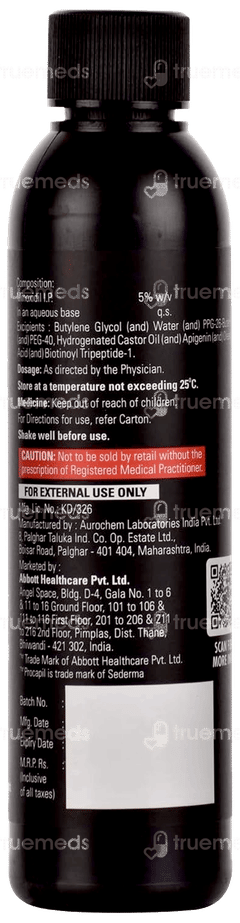 Composition:
Minoxidil I.P. 5% w/v
in an aqueous base q.s.
Excipients : Butylene Glycol (and) Water (and) PPG-26-
(and) PEG-40, Hydrogenated Castor Oil (and) Apigenin (and)
Acid (and) Biotinoyl Tripeptide-1.
Dosage: As directed by the Physician.
Store at a temperature not exceeding 25°C.
Medicine: Keep out of reach of children.
For Directions for use, refer Carton.
Shake well before use.
CAUTION: Not to be sold by retail without the
prescription of Registered Medical Practitioner.
FOR EXTERNAL USE ONLY
Mfg. Lic. No.: KD/326
Manufactured by : Aurochem Laboratories India Pvt. Ltd.
8, Palghar Taluka Ind. Co. Op. Estate Ltd.,
Boisar Road, Palghar - 401 404, Maharashtra, India.
Marketed by :
Abbott Healthcare Pvt. Ltd.
Angel Space, Bldg. D-4, Gala No. 1 to 6
& 11 to 16 Ground Floor, 101 to 106 &
111 to 116 First Floor, 201 to 206 & 211
to 216 2nd Floor, Pimplas, Dist. Thane,
Bhiwandi - 421 302, India.
™ Trade Mark of Abbott Healthcare Pvt. Ltd.
®Procapil is trade mark of Sederma
SCAN
MORE
Batch No. :
Mfg. Date :
Expiry Date :
M.R.P. Rs. :
(Inclusive
of all taxes)
truemeds